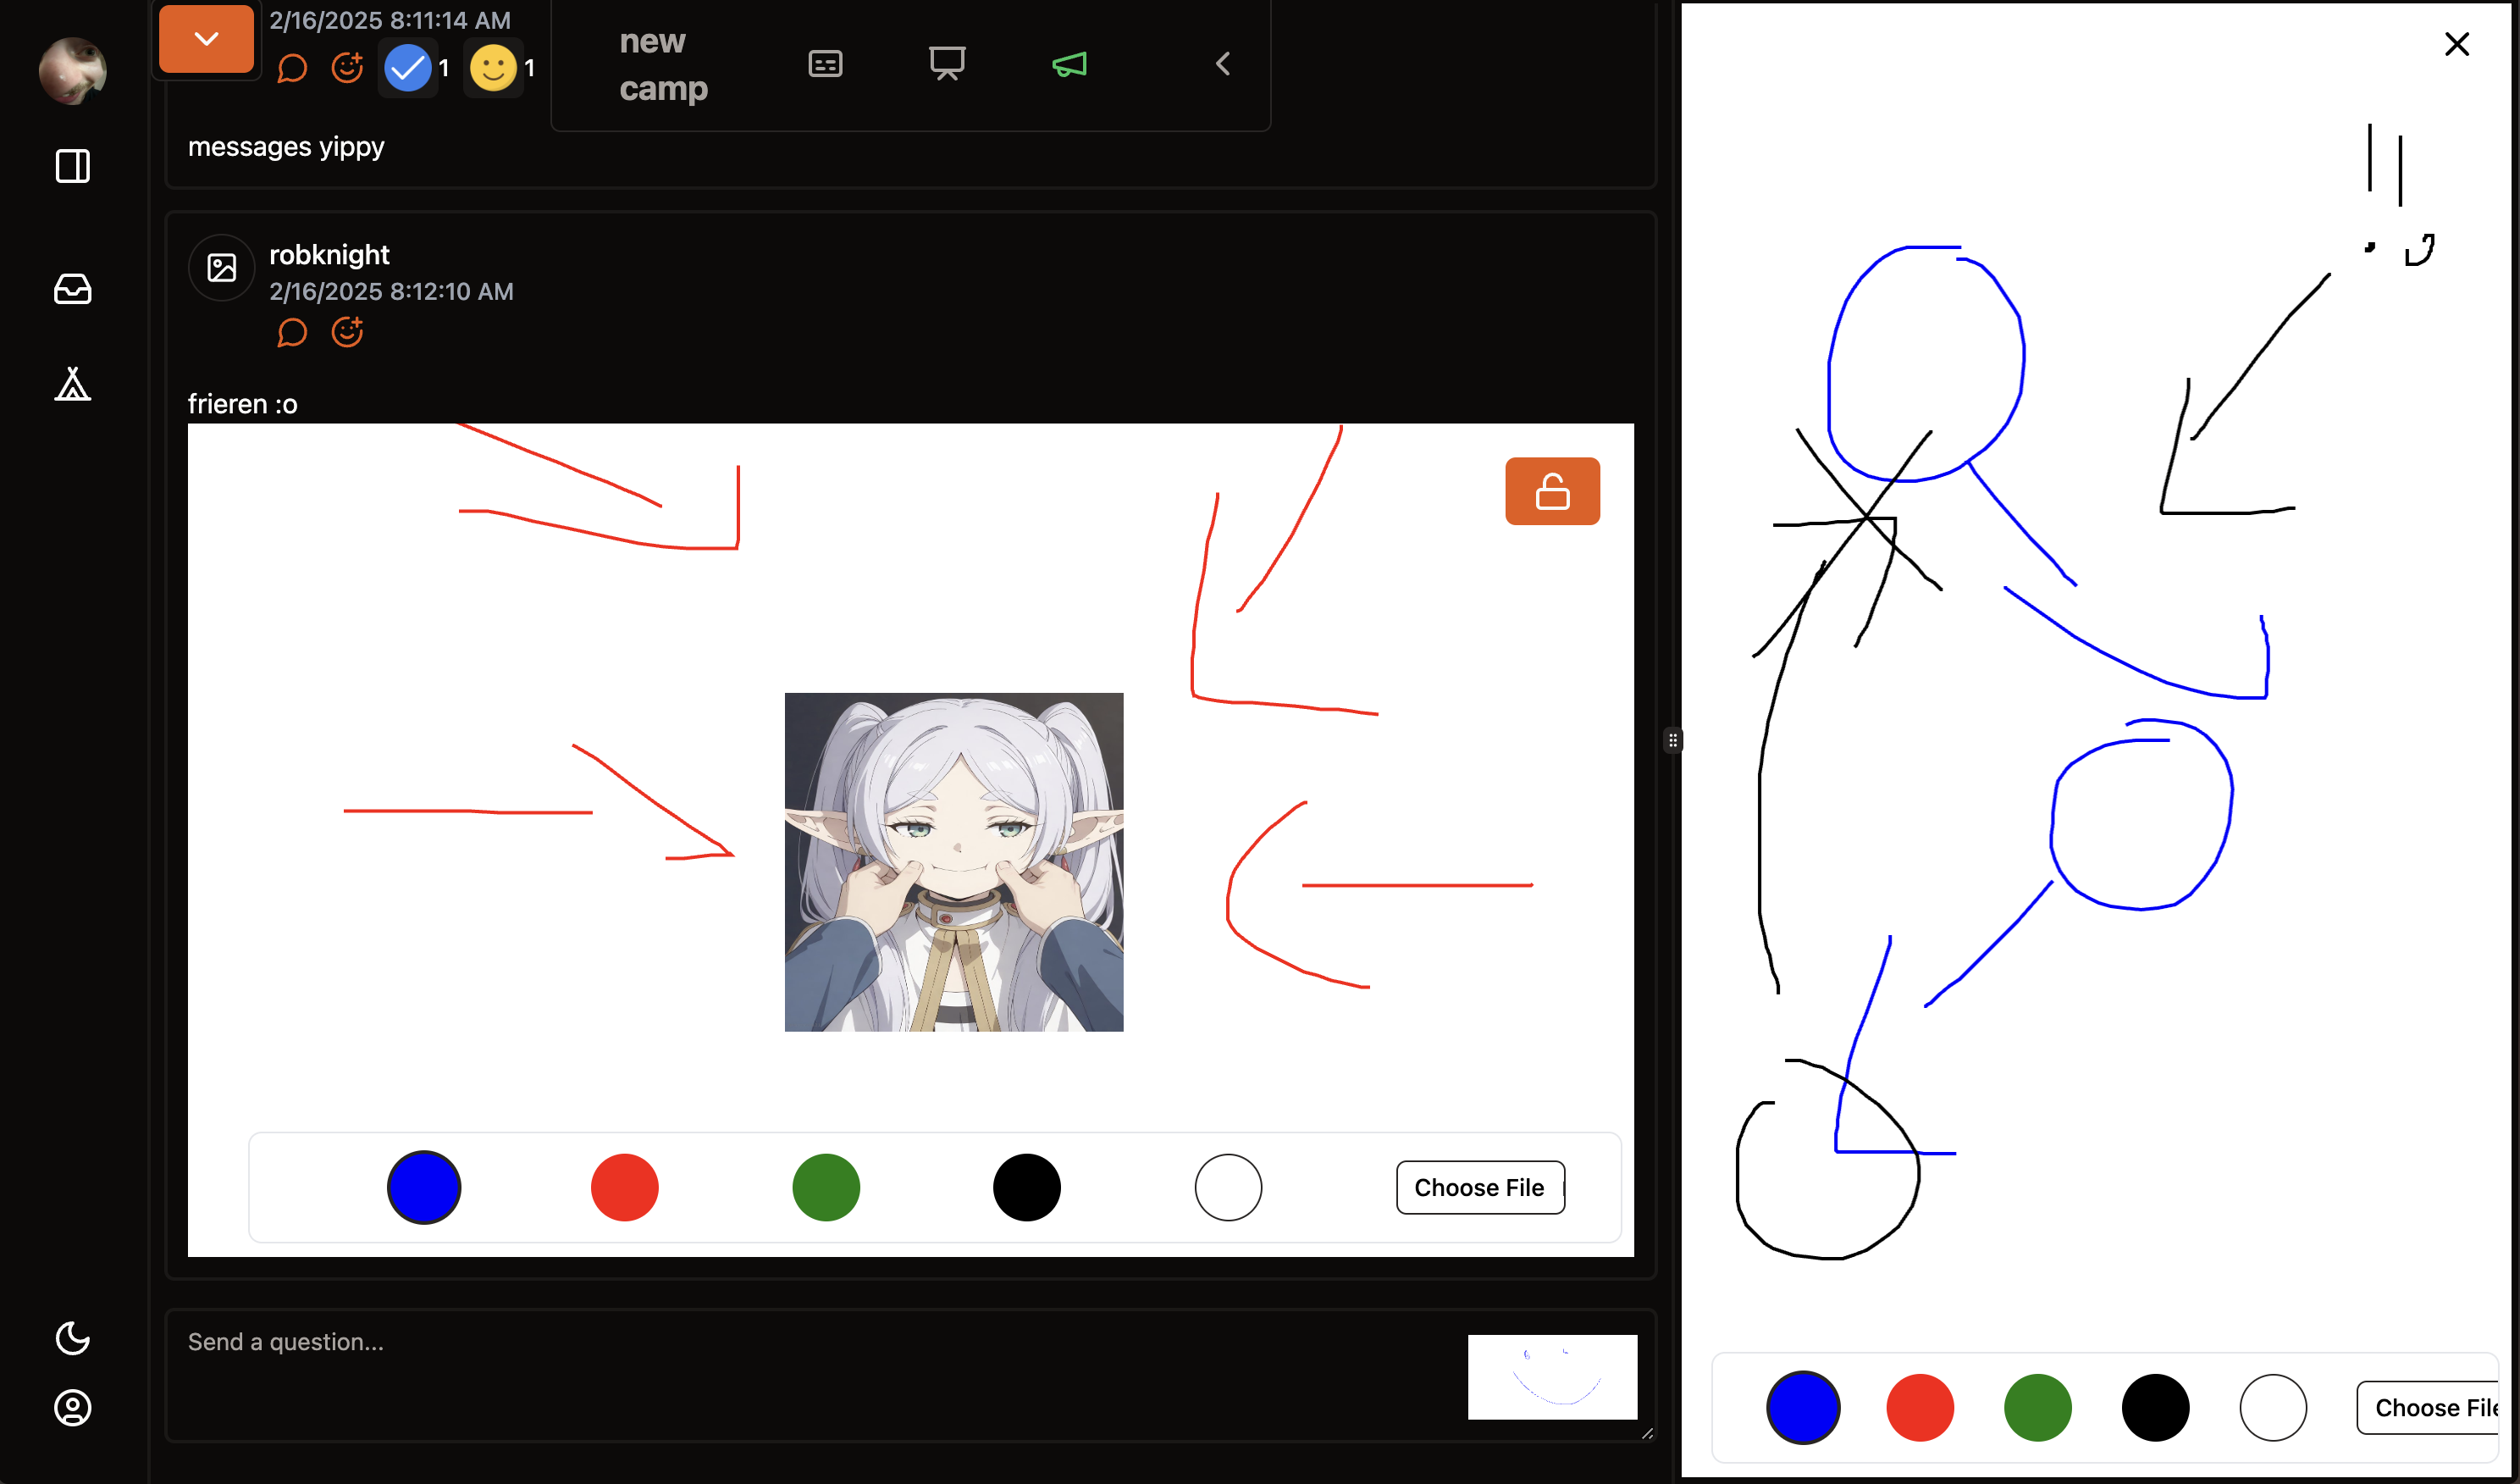 2/16/2025 8:11:14 AM
1
1
new
camp
messages yippy
robknight
2/16/2025 8:12:10 AM
frieren :o
Choose File
Send a question...
Choose File